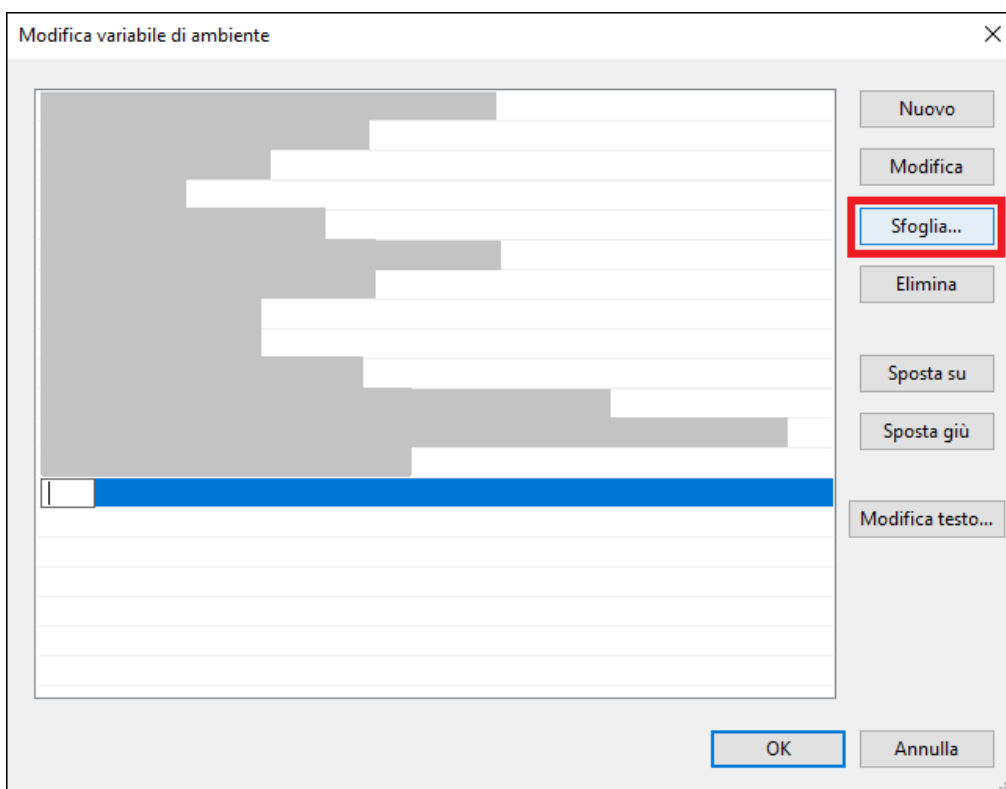 Modifica variabile di ambiente
Nuovo
Modifica
Sfoglia...
Elimina
Sposta su
Sposta giù
Modifica testo...
OK
Annulla